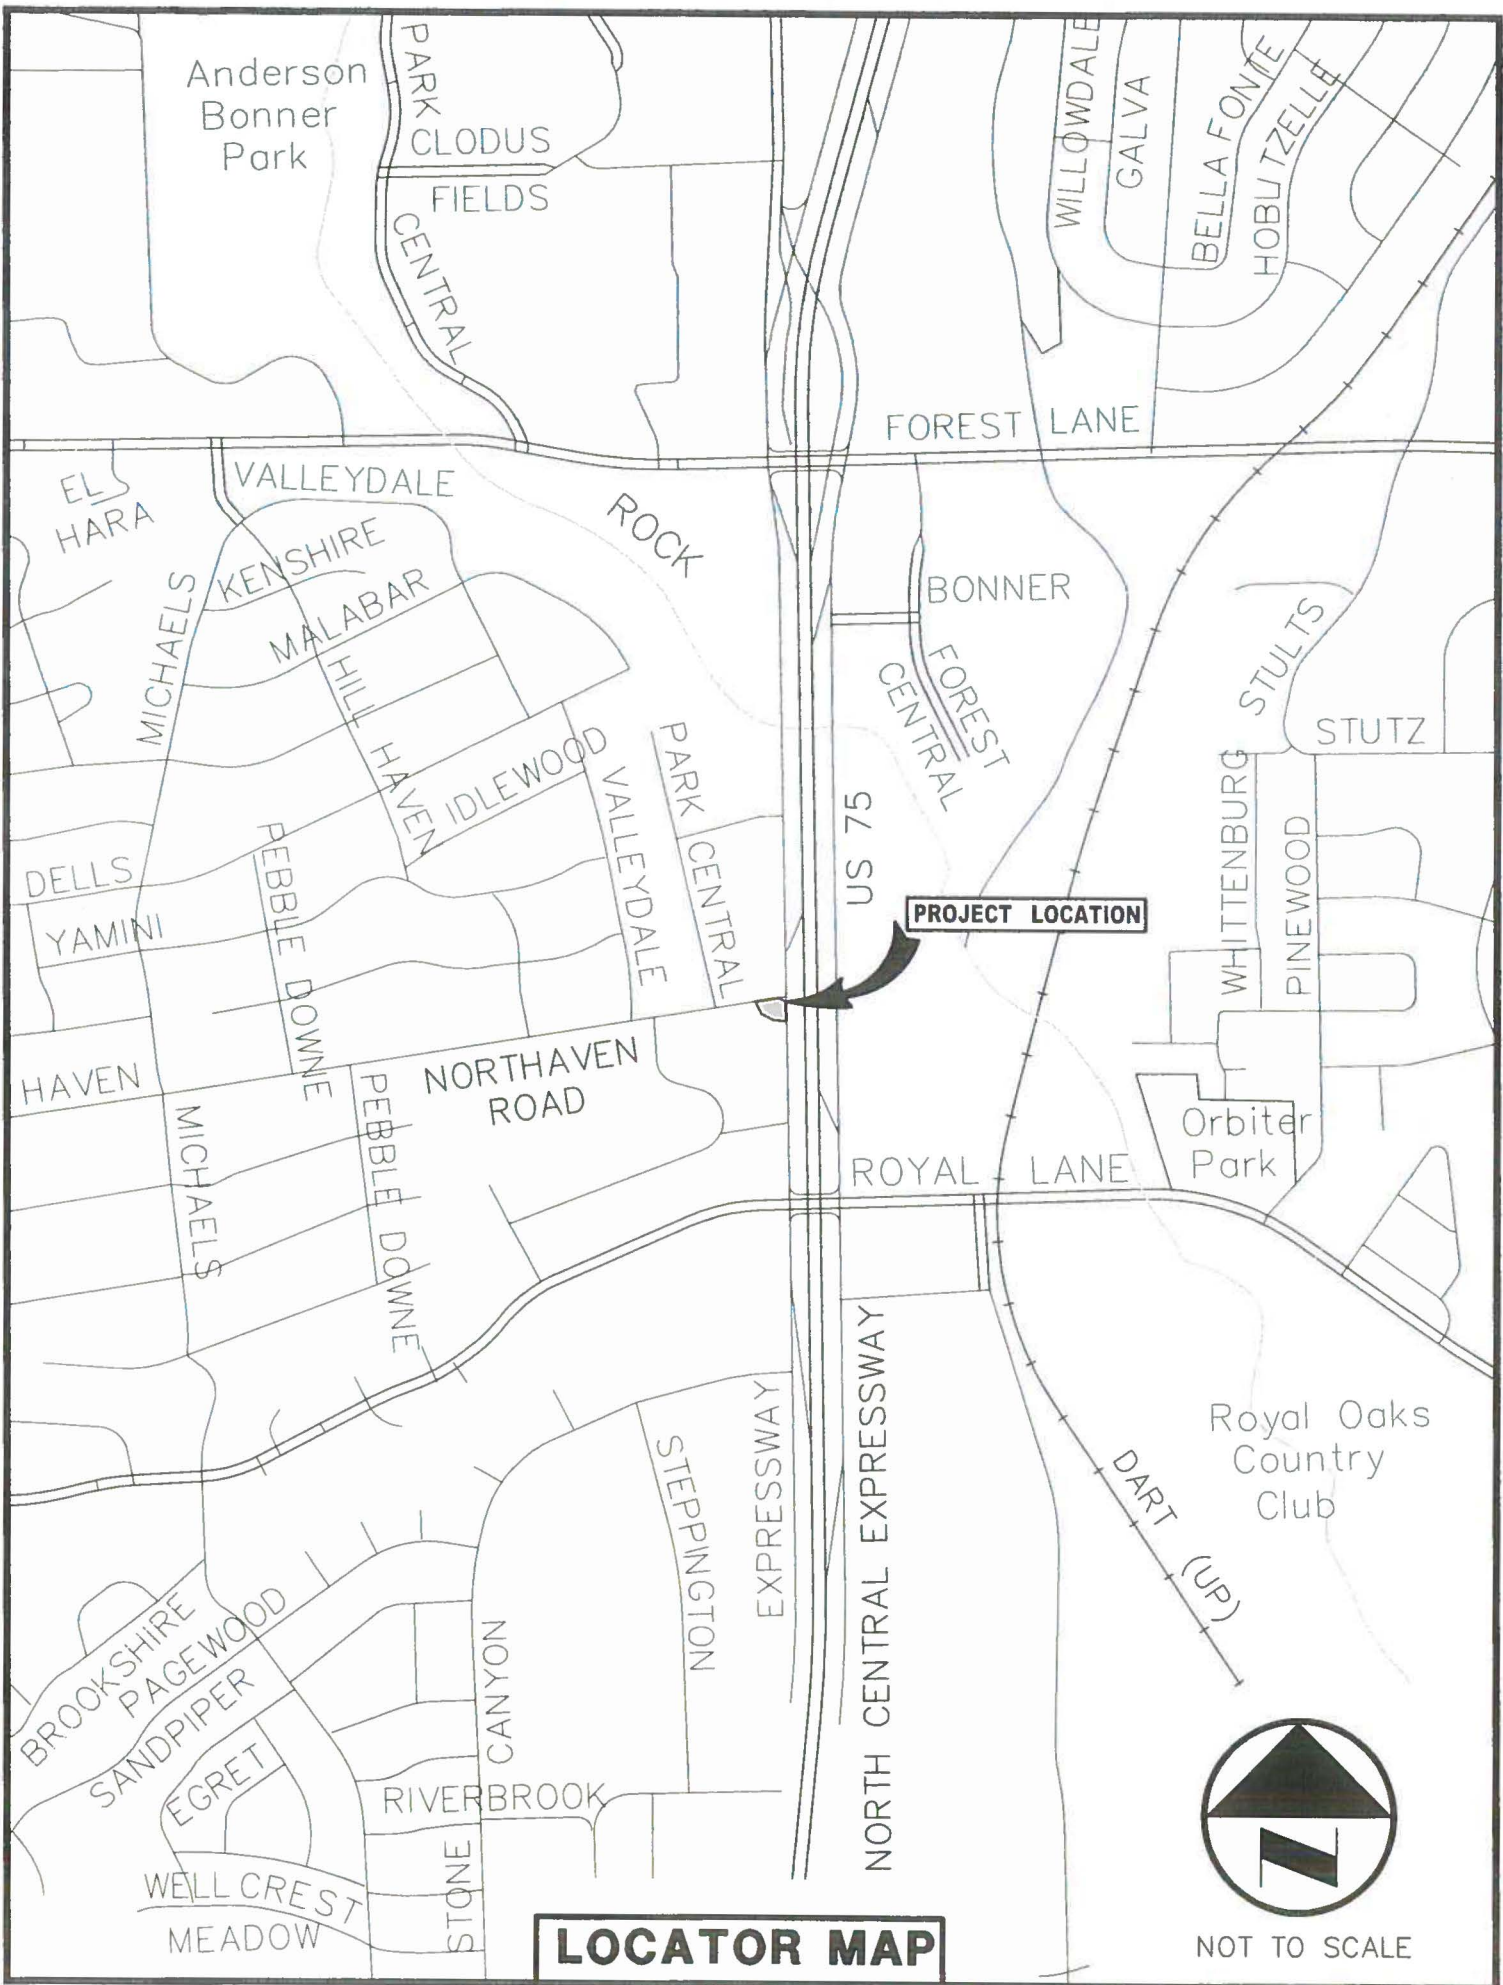 Anderson
Bonner
Park
PARK
CENTRAL
CLODUS
FIELDS
WILLOWDALE
GALVA
BELLA FONTE
HOBLITZELLE
FOREST LANE
EL
HARA
VALLEYDALE
KENSHIRE
MALABAR
MICHAELS
HILL HAVEN
ROCK
BONNER
FOREST
CENTRAL
STULTS
STUTZ
IDLEWOOD
VALLEYDALE
PARK CENTRAL
US 75
DELLS
YAMINI
PEBBLE DOWNE
PROJECT LOCATION
WHITTENBURG
PINEWOOD
HAVEN
NORTHAVEN
ROAD
MICHAELS
PEBBLE DOWNE
Orbiter
Park
ROYAL LANE
STEPPINGTON
EXPRESSWAY
NORTH CENTRAL EXPRESSWAY
DART (UP)
Royal Oaks
Country
Club
BROOKSHIRE
PAGEWOOD
SANDPIPER
EGRET
STONE CANYON
RIVERBROOK
WELL CREST
MEADOW
N
LOCATOR MAP
NOT TO SCALE